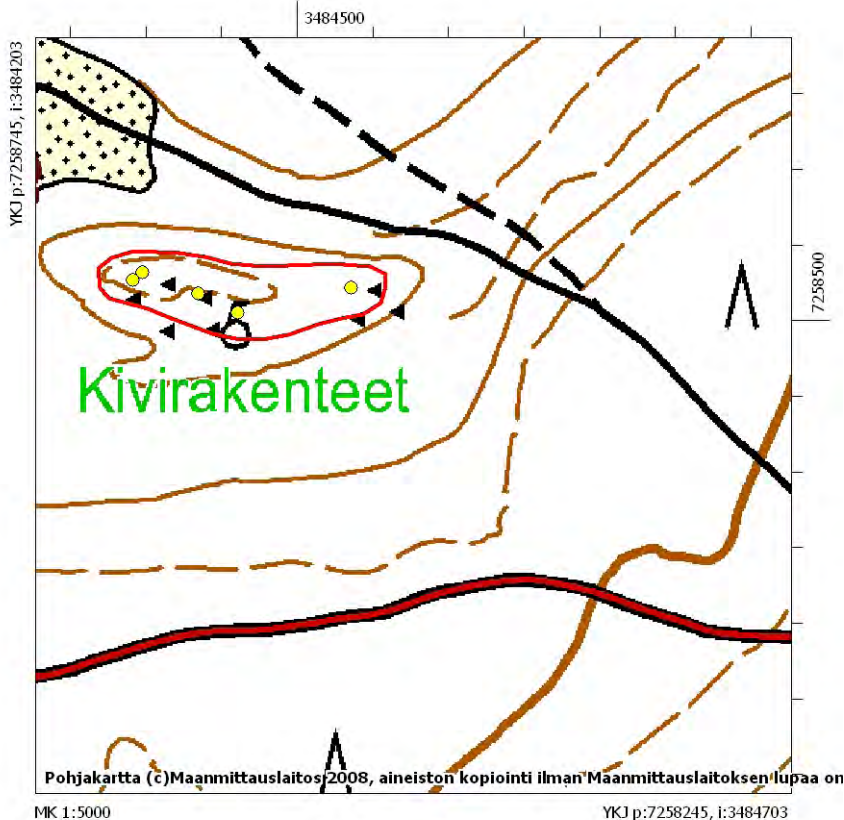 3484500
YKJ p:7258745, i:3484203
7258500
Kivirakenteet
Pohjakartta (c)Maanmittauslaitos 2008, aineiston kopiointi ilman Maanmittauslaitoksen lupaa on
MK 1:5000
YKJ p:7258245, i:3484703